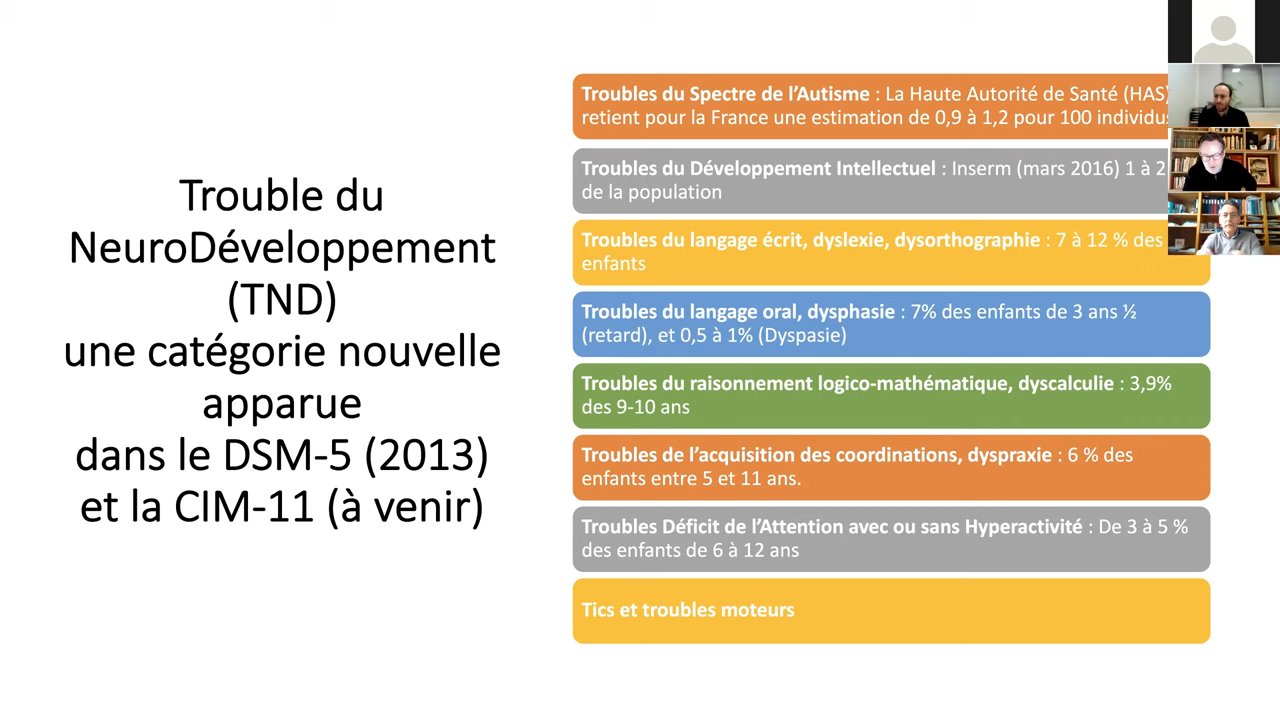 Trouble du
NeuroDéveloppement
(TND)
une catégorie nouvelle
apparue
dans le DSM-5 (2013)
et la CIM-11 (à venir)
Troubles du Spectre de l’Autisme : La Haute Autorité de Santé (HAS)
retient pour la France une estimation de 0,9 à 1,2 pour 100 individus
Troubles du Développement Intellectuel : Inserm (mars 2016) 1 à 2
de la population
Troubles du langage écrit, dyslexie, dysorthographie : 7 à 12 % des
enfants
Troubles du langage oral, dysphasie : 7% des enfants de 3 ans ½
(retard), et 0,5 à 1% (Dyspasie)
Troubles du raisonnement logico-mathématique, dyscalculie : 3,9%
des 9-10 ans
Troubles de l’acquisition des coordinations, dyspraxie : 6 % des
enfants entre 5 et 11 ans.
Troubles Déficit de l’Attention avec ou sans Hyperactivité : De 3 à 5 %
des enfants de 6 à 12 ans
Tics et troubles moteurs